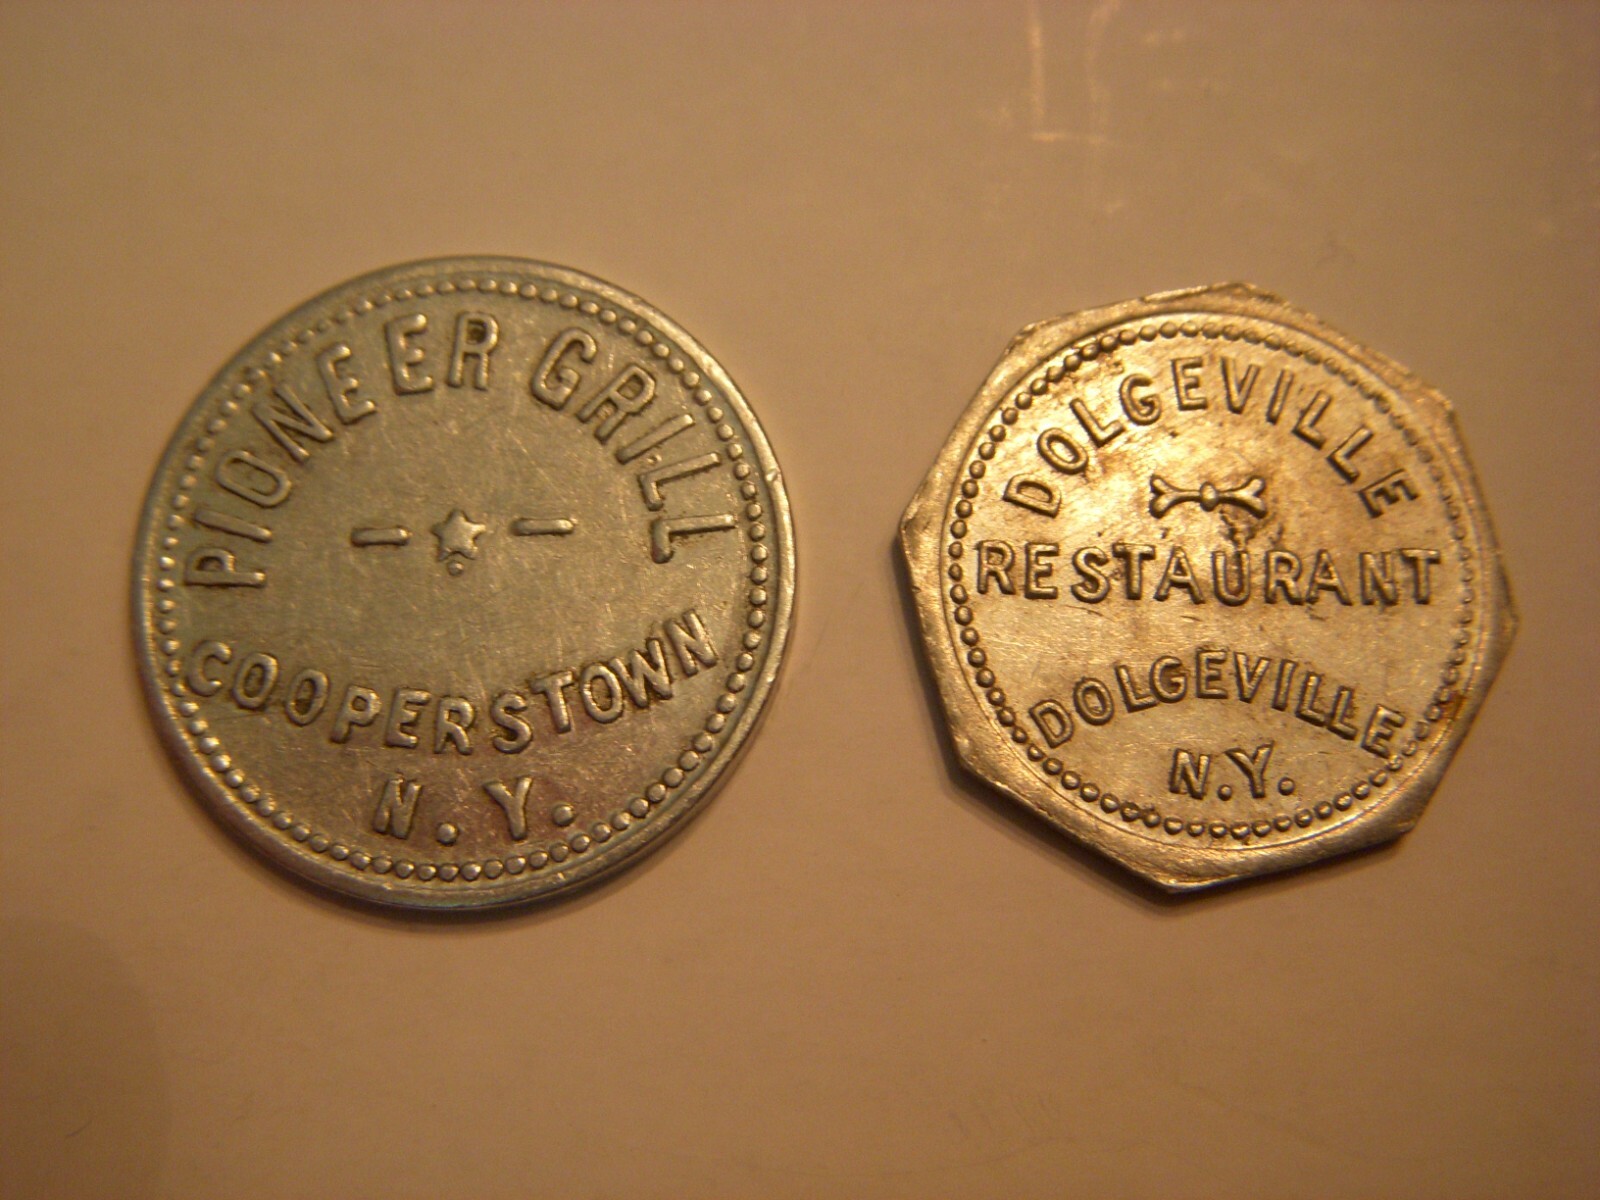 PIONEER GRILL
COOPERSTOWN
N. Y.
DOLGEVILLE
RESTAURANT
DOLGEVILLE
N.Y.